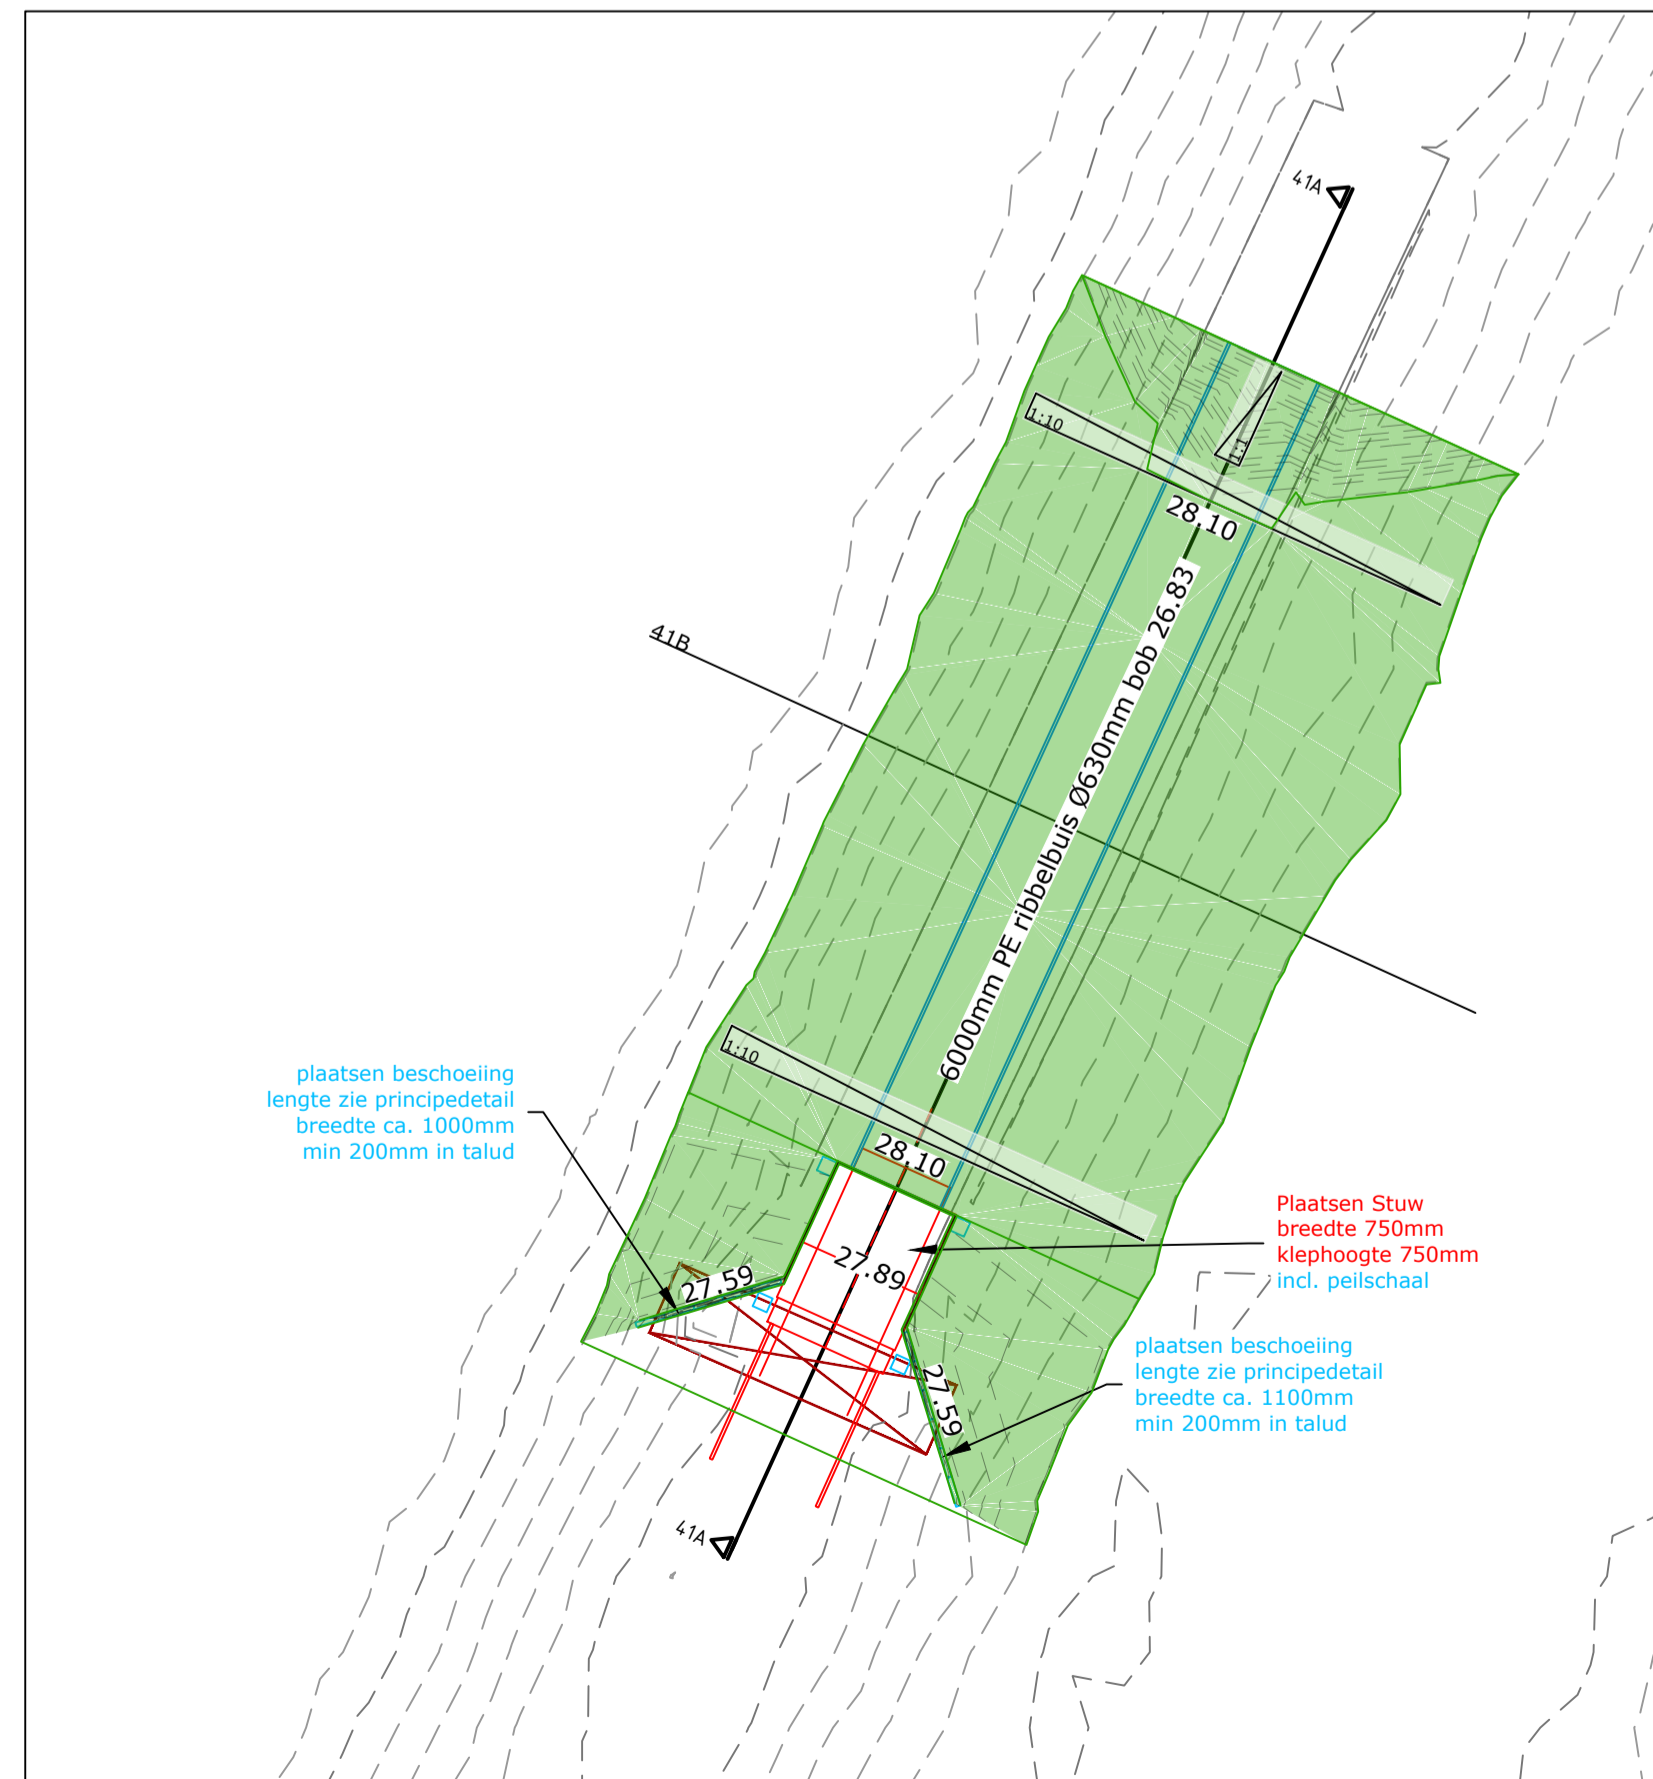 41A
1:10
1:1
28.10
6000mm PE ribbelbuis Ø630mm bob 26.83
41B
1:10
plaatsen beschoeiing
lengte zie principedetail
breedte ca. 1000mm
min 200mm in talud
28.10
Plaatsen Stuw
breedte 750mm
klephoogte 750mm
incl. peilschaal
27.89
27.59
plaatsen beschoeiing
lengte zie principedetail
breedte ca. 1100mm
min 200mm in talud
27.59
41A